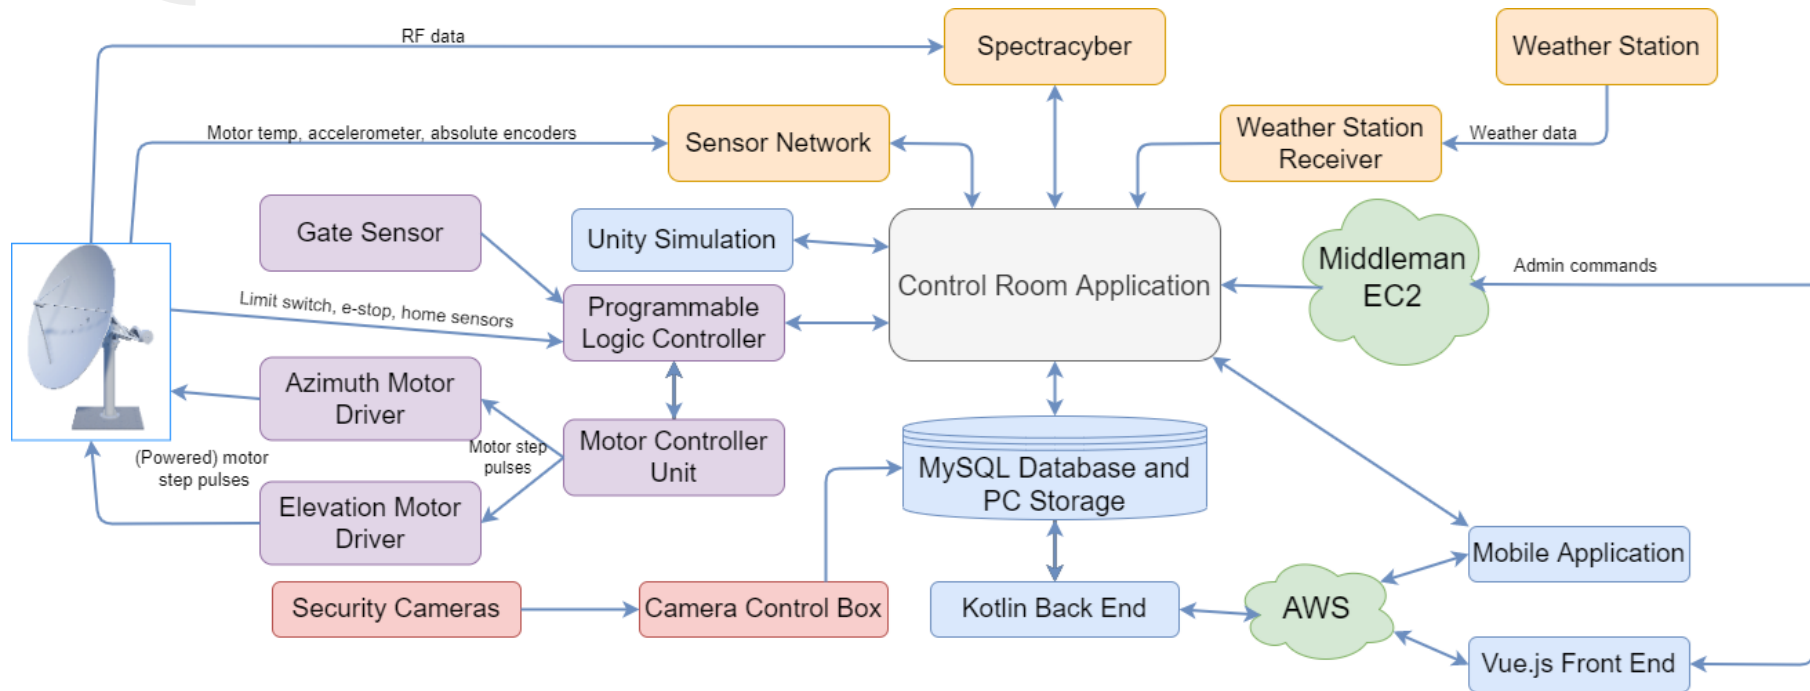 RF data
Spectracyber
Weather Station
Motor temp, accelerometer, absolute encoders
Sensor Network
Weather Station
Receiver
Weather data
Gate Sensor
Unity Simulation
Control Room Application
Middleman
EC2
Admin commands
Limit switch, e-stop, home sensors
Programmable
Logic Controller
Azimuth Motor
Driver
Motor step
pulses
Motor Controller
Unit
(Powered) motor
step pulses
Elevation Motor
Driver
MySQL Database and
PC Storage
Mobile Application
Security Cameras
Camera Control Box
Kotlin Back End
AWS
Vue.js Front End